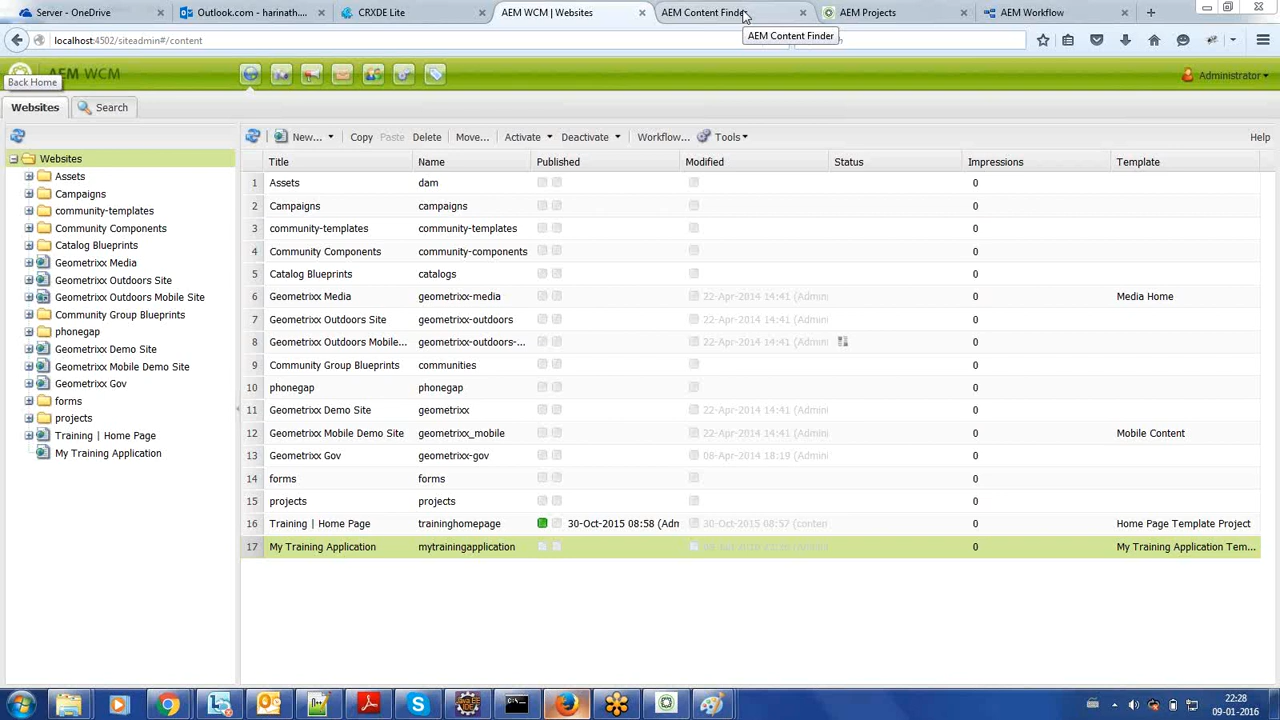 Server - OneDrive
Outlook.com - harinath....
CRXDE Lite
AEM WCM | Websites
AEM Content Finder
AEM Projects
AEM Workflow
localhost:4502/siteadmin#/content
AEM Content Finder
AEM WCM
Back Home
Administrator
Websites
Search
New...
Copy
Paste
Delete
Move...
Activate
Deactivate
Workflow...
Tools
Help
Websites
Assets
Campaigns
community-templates
Community Components
Catalog Blueprints
Geometrixx Media
Geometrixx Outdoors Site
Geometrixx Outdoors Mobile Site
Community Group Blueprints
phonegap
Geometrixx Demo Site
Geometrixx Mobile Demo Site
Geometrixx Gov
forms
projects
Training | Home Page
My Training Application
Title Name Published Modified Status Impressions Template
1 Assets dam 0
2 Campaigns campaigns 0
3 community-templates community-templates 0
4 Community Components community-components 0
5 Catalog Blueprints catalogs 0
6 Geometrixx Media geometrixx-media 22-Apr-2014 14:41 (Admini 0 Media Home
7 Geometrixx Outdoors Site geometrixx-outdoors 22-Apr-2014 14:41 (Admini 0
8 Geometrixx Outdoors Mobile... geometrixx-outdoors-... 22-Apr-2014 14:41 (Admini 0
9 Community Group Blueprints communities 0
10 phonegap phonegap 0
11 Geometrixx Demo Site geometrixx 22-Apr-2014 14:41 (Admini 0
12 Geometrixx Mobile Demo Site geometrixx_mobile 22-Apr-2014 14:41 (Admini 0 Mobile Content
13 Geometrixx Gov geometrixx-gov 08-Apr-2014 18:19 (Admini 0
14 forms forms 0
15 projects projects 0
16 Training | Home Page traininghomepage 30-Oct-2015 08:58 (Adm 30-Oct-2015 08:57 (conten 0 Home Page Template Project
17 My Training Application mytrainingapplication 0 My Training Application Tem...
22:28
09-01-2016